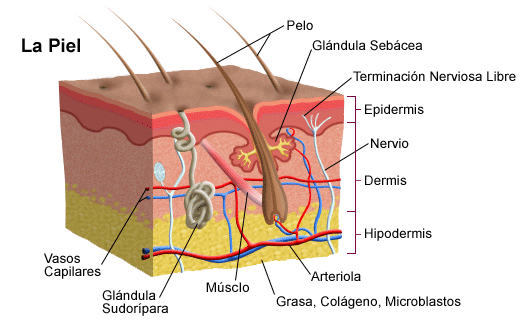 La Piel
Pelo
Glándula Sebácea
Terminación Nerviosa Libre
Epidermis
Nervio
Dermis
Hipodermis
Vasos
Capilares
Glándula
Sudorípara
Músclo
Arteriola
Grasa, Colágeno, Microblastos